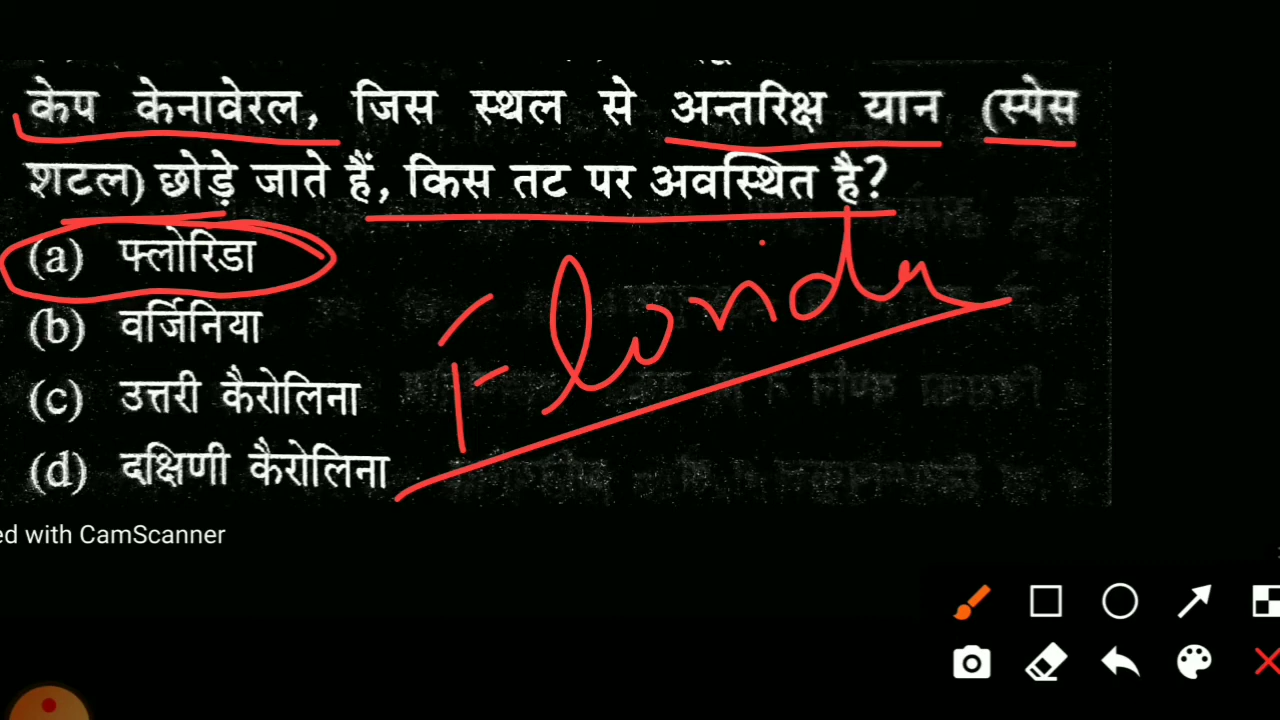 केप केनावेरल, जिस स्थल से अन्तरिक्ष यान (स्पेस
शटल) छोड़े जाते हैं, किस तट पर अवस्थित है?
(a) फ्लोरिडा
(b) वर्जिनिया
(c) उत्तरी कैरोलिना
(d) दक्षिणी कैरोलिना
Florida
ed with CamScanner